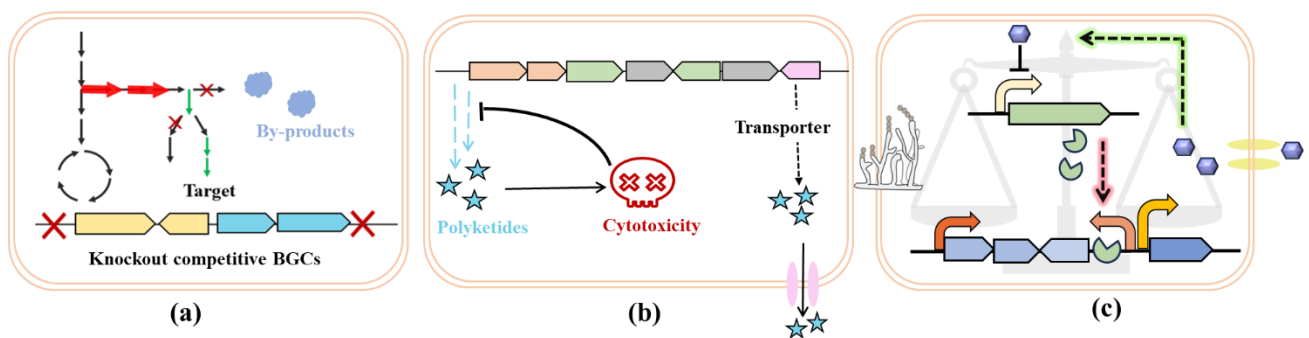 By-products
Target
Knockout competitive BGCs
(a)
Transporter
Polyketides
Cytotoxicity
(b)
(c)